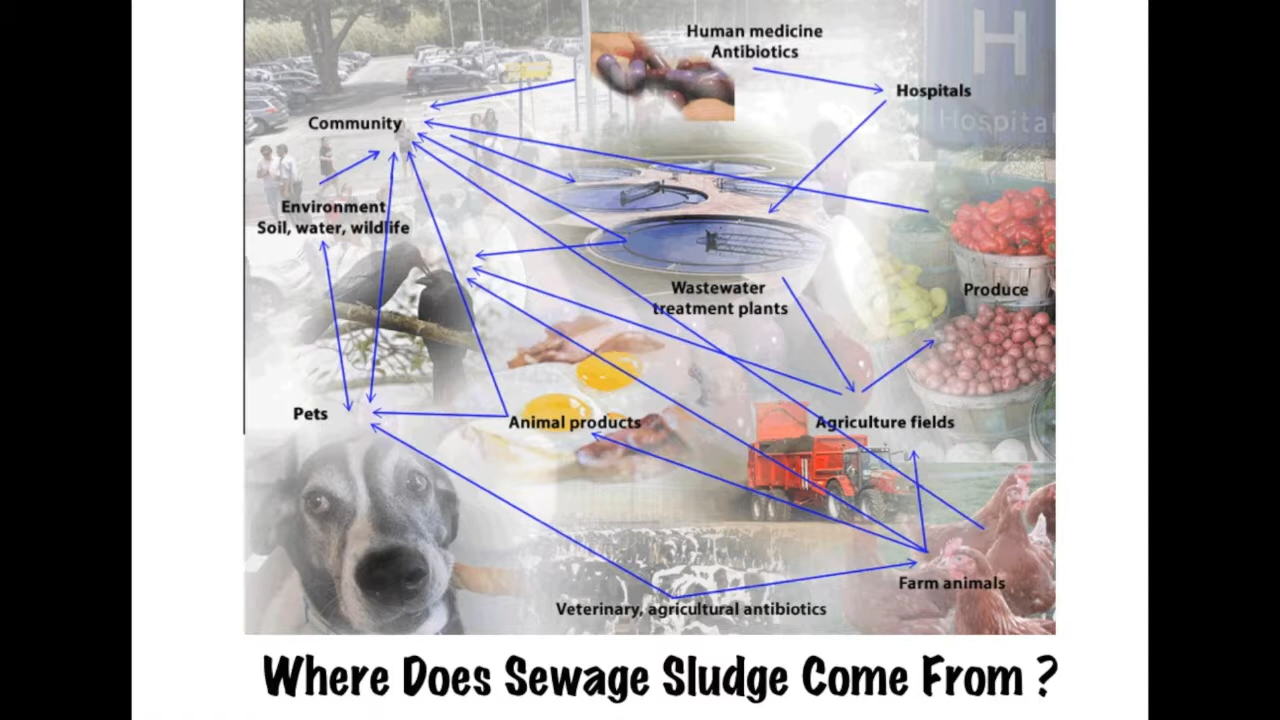 Human medicine
Antibiotics
H
Hospitals
Hospital
Community
Environment
Soil, water, wildlife
Produce
Wastewater
treatment plants
Pets
Animal products
Agriculture fields
Farm animals
Veterinary, agricultural antibiotics
Where Does Sewage Sludge Come From ?